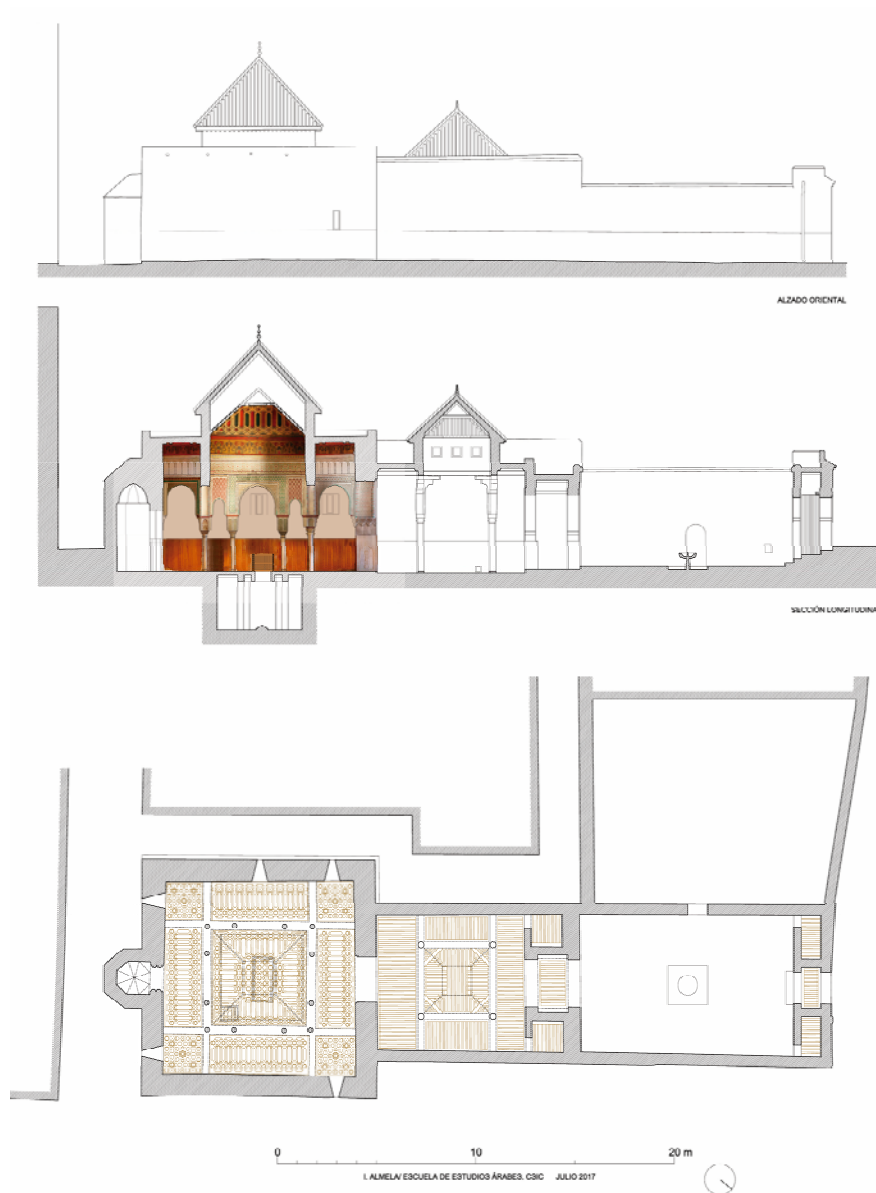 ALZADO ORIENTAL
SECCIÓN LONGITUDINA
0 10 20 m
I. ALMELA/ ESCUELA DE ESTUDIOS ÁRABES. CSIC JULIO 2017